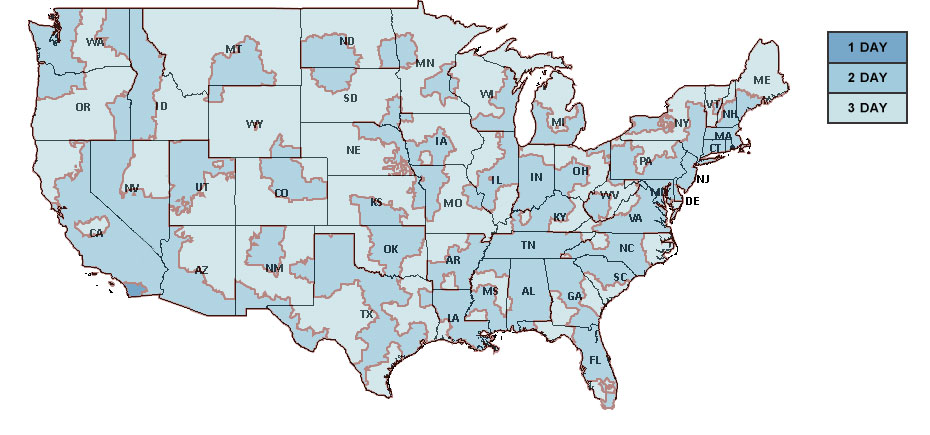 1 DAY
2 DAY
3 DAY
WA
MT
ND
MN
ME
OR
ID
SD
WI
MI
VT
NH
NY
MA
CT
WY
NE
IA
PA
NJ
NV
UT
CO
IL
IN
OH
WV
MD
DE
CA
KS
MO
KY
VA
AZ
NM
OK
AR
TN
NC
SC
TX
LA
MS
AL
GA
FL